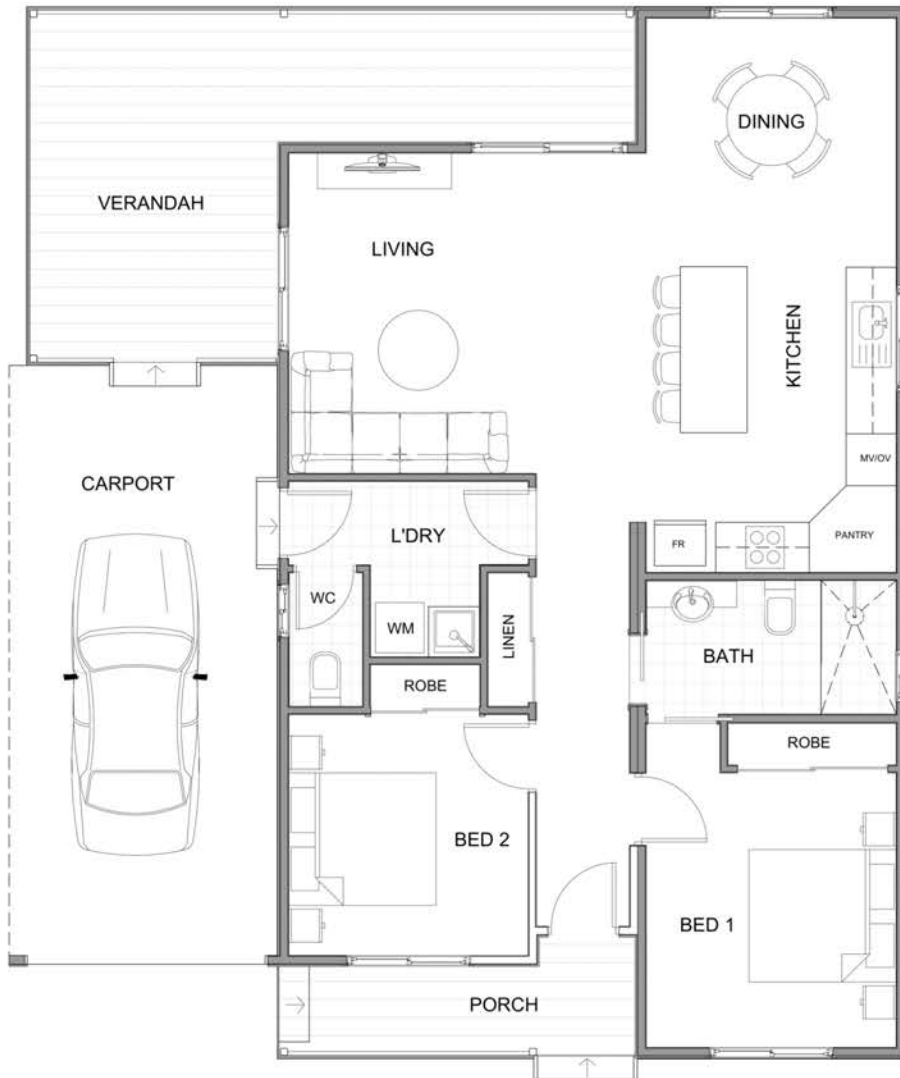 DINING
VERANDAH
LIVING
KITCHEN
MV/OV
CARPORT
L'DRY
FR
PANTRY
WC
WM
LINEN
BATH
ROBE
ROBE
BED 2
BED 1
PORCH